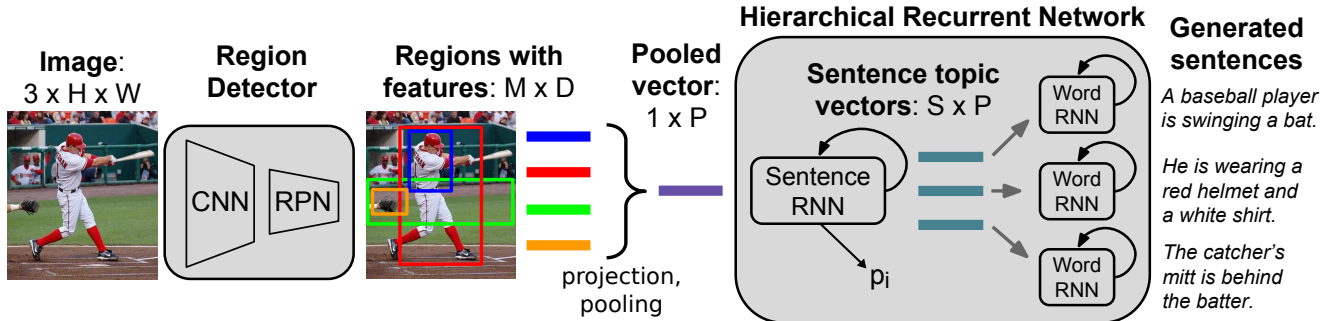 Image:
3 x H x W
Region
Detector
CNN
RPN
Regions with
features: M x D
projection,
pooling
Pooled
vector:
1 x P
Hierarchical Recurrent Network
Sentence
RNN
pi
Sentence topic
vectors: S x P
Word
RNN
Word
RNN
Word
RNN
Generated
sentences
A baseball player
is swinging a bat.
He is wearing a
red helmet and
a white shirt.
The catcher's
mitt is behind
the batter.